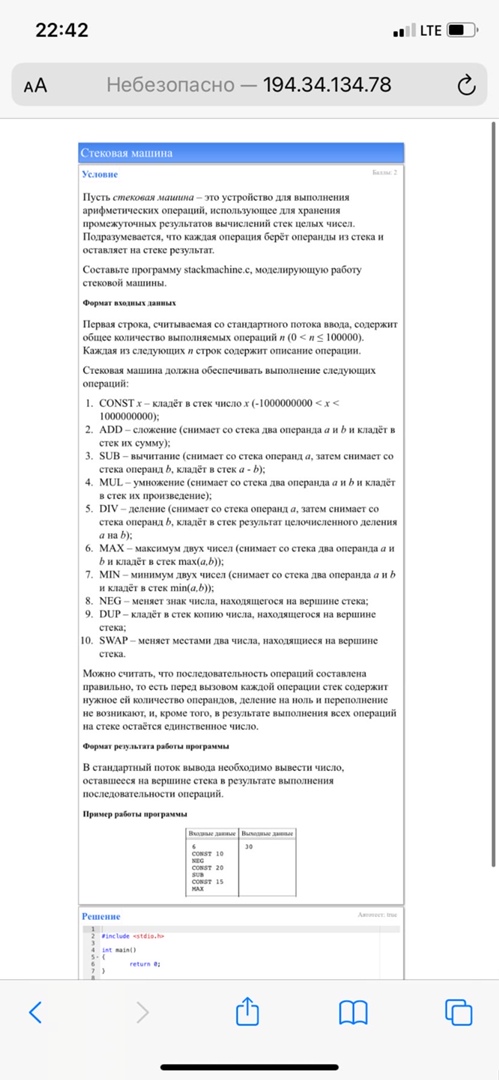 22:42
LTE
AA Небезопасно — 194.34.134.78
Стековая машина
Условие
Баллы: 2
Пусть стековая машина – это устройство для выполнения
арифметических операций, использующее для хранения
промежуточных результатов вычислений стек целых чисел.
Подразумевается, что каждая операция берёт операнды из стека и
оставляет на стеке результат.
Составьте программу stackmachine.c, моделирующую работу
стековой машины.
Формат входных данных
Первая строка, считываемая со стандартного потока ввода, содержит
общее количество выполняемых операций n (0 < n ≤ 100000).
Каждая из следующих n строк содержит описание операции.
Стековая машина должна обеспечивать выполнение следующих
операций:
1. CONST x – кладёт в стек число x (-1000000000 < x <
1000000000);
2. ADD – сложение (снимает со стека два операнда a и b и кладёт в
стек их сумму);
3. SUB – вычитание (снимает со стека операнд a, затем снимает со
стека операнд b, кладёт в стек a - b);
4. MUL – умножение (снимает со стека два операнда a и b и кладёт
в стек их произведение);
5. DIV – деление (снимает со стека операнд a, затем снимает со
стека операнд b, кладёт в стек результат целочисленного деления
a на b);
6. MAX – максимум двух чисел (снимает со стека два операнда a и
b и кладёт в стек max(a,b));
7. MIN – минимум двух чисел (снимает со стека два операнда a и b
и кладёт в стек min(a,b));
8. NEG – меняет знак числа, находящегося на вершине стека;
9. DUP – кладёт в стек копию числа, находящегося на вершине
стека;
10. SWAP – меняет местами два числа, находящиеся на вершине
стека.
Можно считать, что последовательность операций составлена
правильно, то есть перед вызовом каждой операции стек содержит
нужное ей количество операндов, деление на ноль и переполнение
не возникают, и, кроме того, в результате выполнения всех операций
на стеке остаётся единственное число.
Формат результата работы программы
В стандартный поток вывода необходимо вывести число,
оставшееся на вершине стека в результате выполнения
последовательности операций.
Пример работы программы
Входные данные Выходные данные
6 30
CONST 10
NEG
CONST 20
SUB
CONST 15
MAX
Решение
Автотест: true
1
2 #include <stdio.h>
3
4 int main()
5 {
6 return 0;
7 }
8